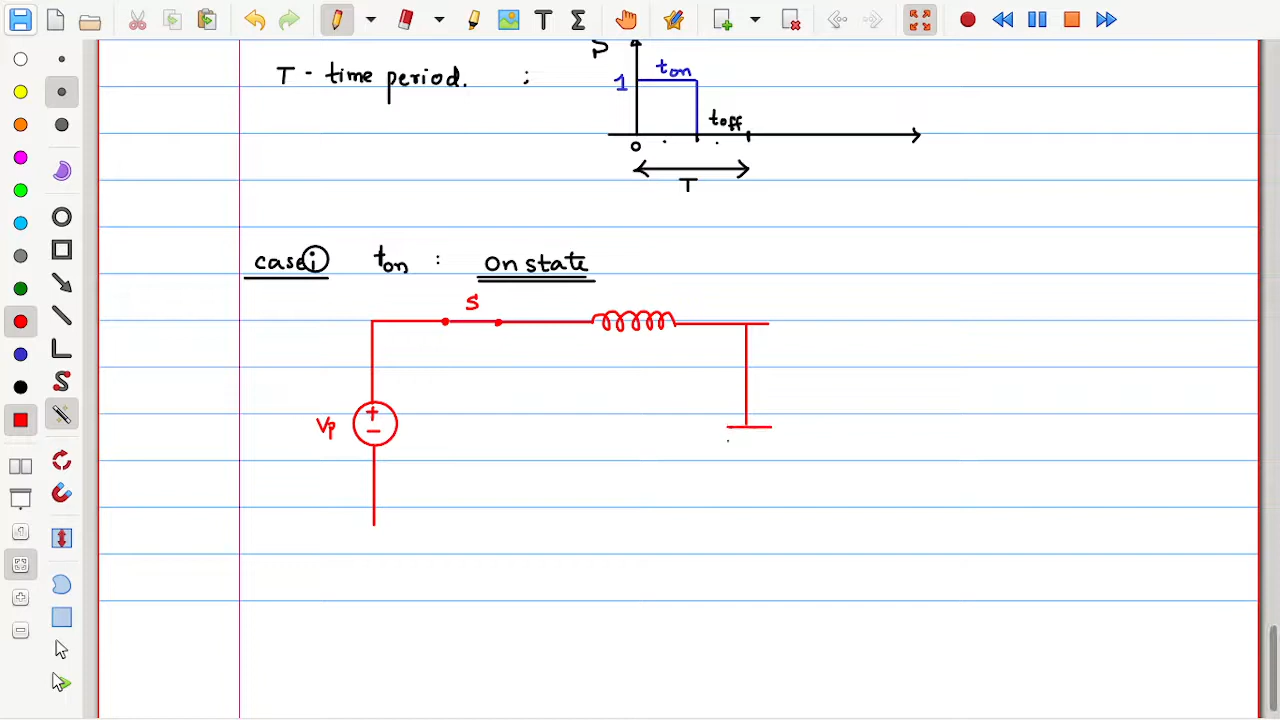 T - time period. ;
1
ton
toff
0
T
case i ton : on state
S
+
Vp
-